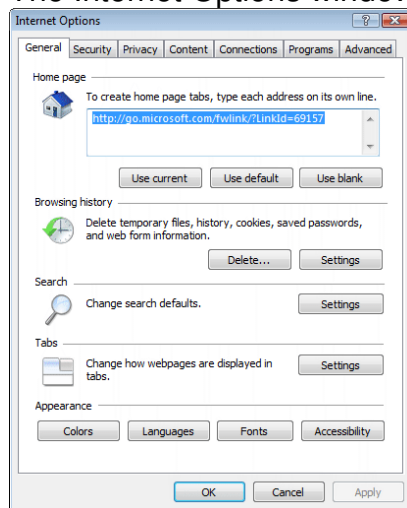 The Internet Options window
Internet Options
General Security Privacy Content Connections Programs Advanced
Home page
To create home page tabs, type each address on its own line.
http://go.microsoft.com/fwlink/?LinkId=69157
Use current Use default Use blank
Browsing history
Delete temporary files, history, cookies, saved passwords,
and web form information.
Delete... Settings
Search
Change search defaults.
Settings
Tabs
Change how webpages are displayed in
tabs.
Settings
Appearance
Colors Languages Fonts Accessibility
OK Cancel Apply